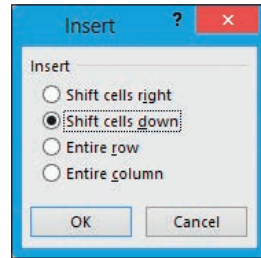 Insert ? ×
Insert
Shift cells right
Shift cells down
Entire row
Entire column
OK Cancel